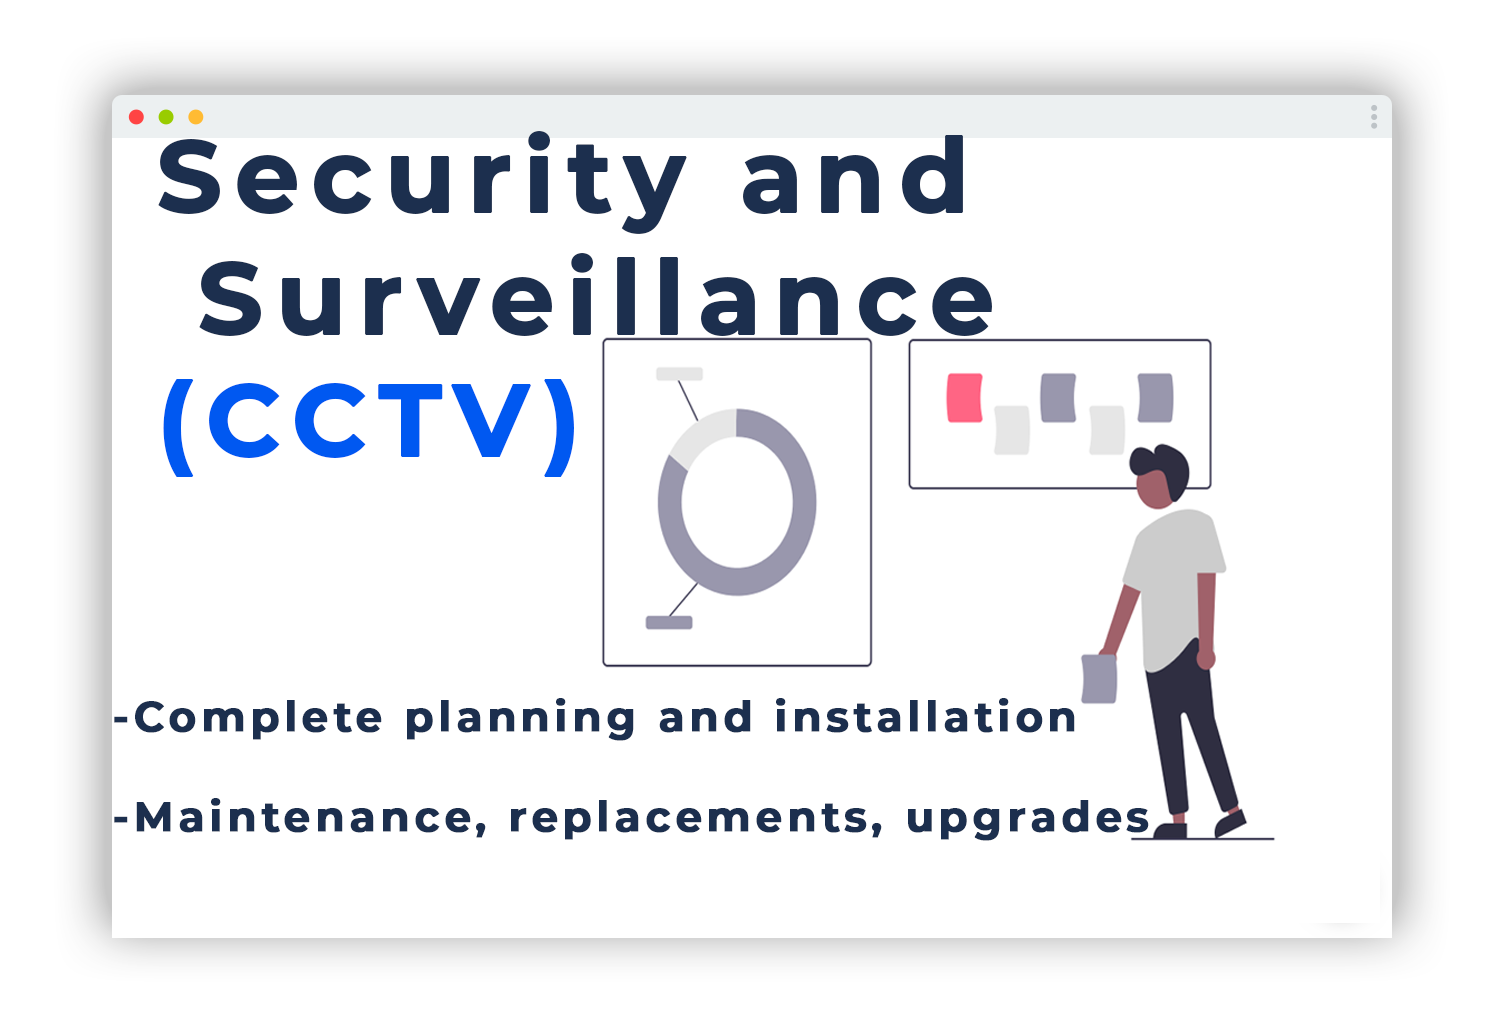 Security and
Surveillance
(CCTV)
-Complete planning and installation
-Maintenance, replacements, upgrades